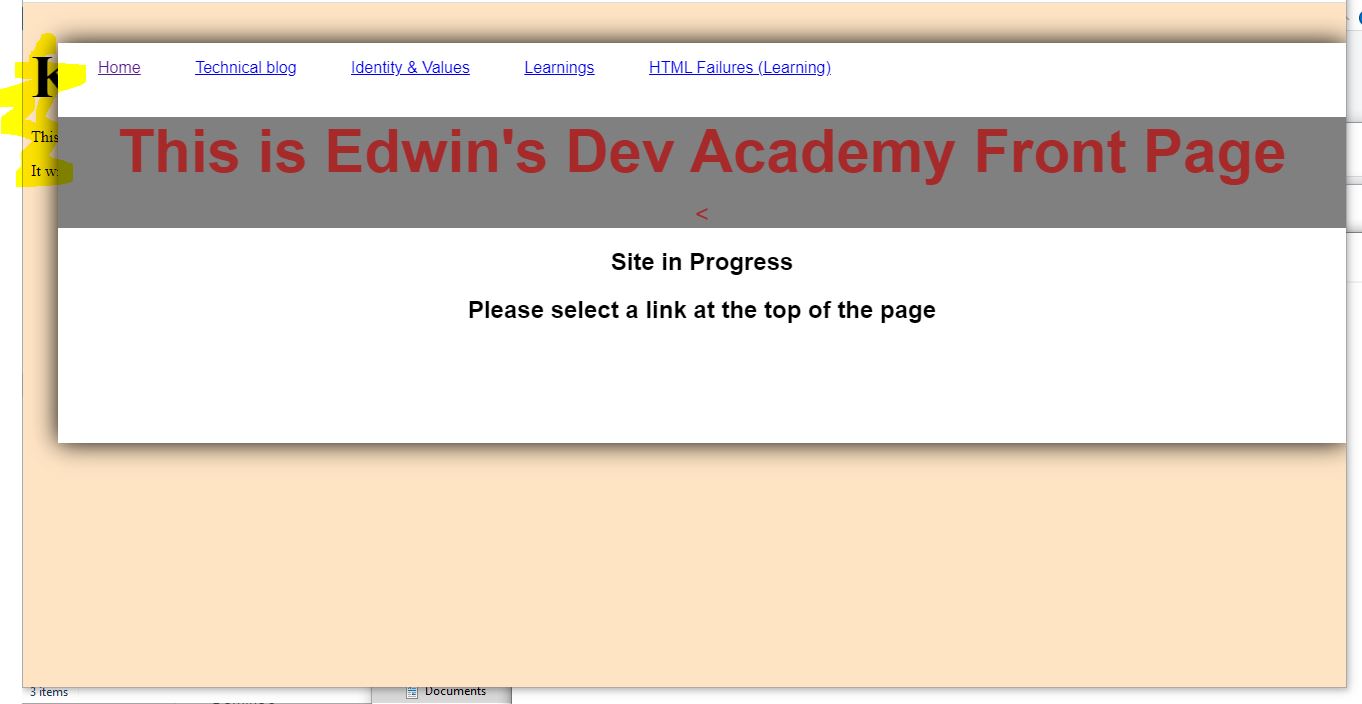 Home Technical blog Identity & Values Learnings HTML Failures (Learning)
K
This
This is Edwin's Dev Academy Front Page
It w
<
Site in Progress
Please select a link at the top of the page
3 items
Documents